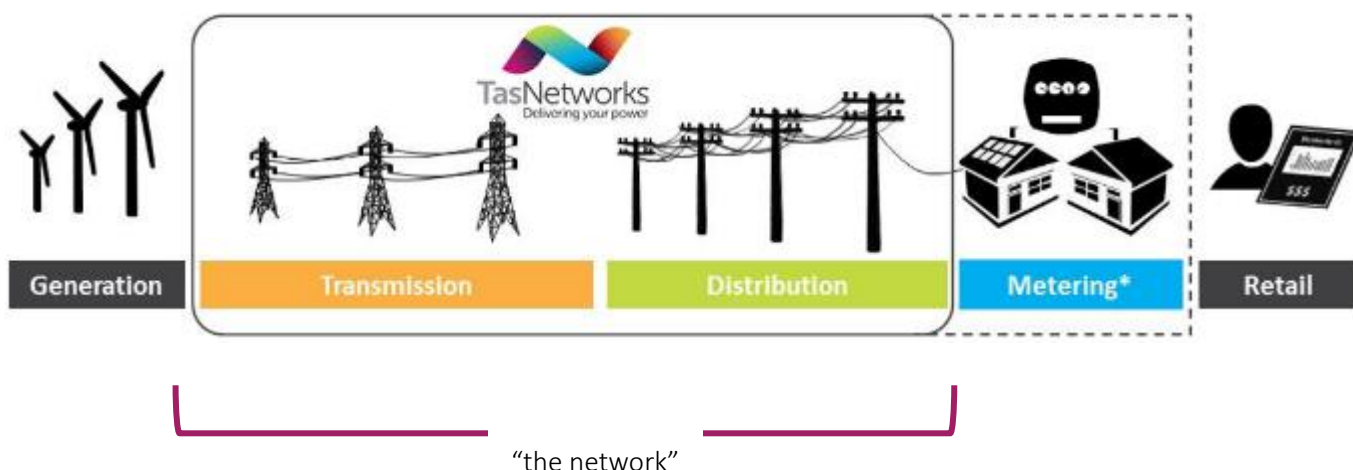 TasNetworks
Delivering your power
$$$
Generation
Transmission
Distribution
Metering*
Retail
“the network”